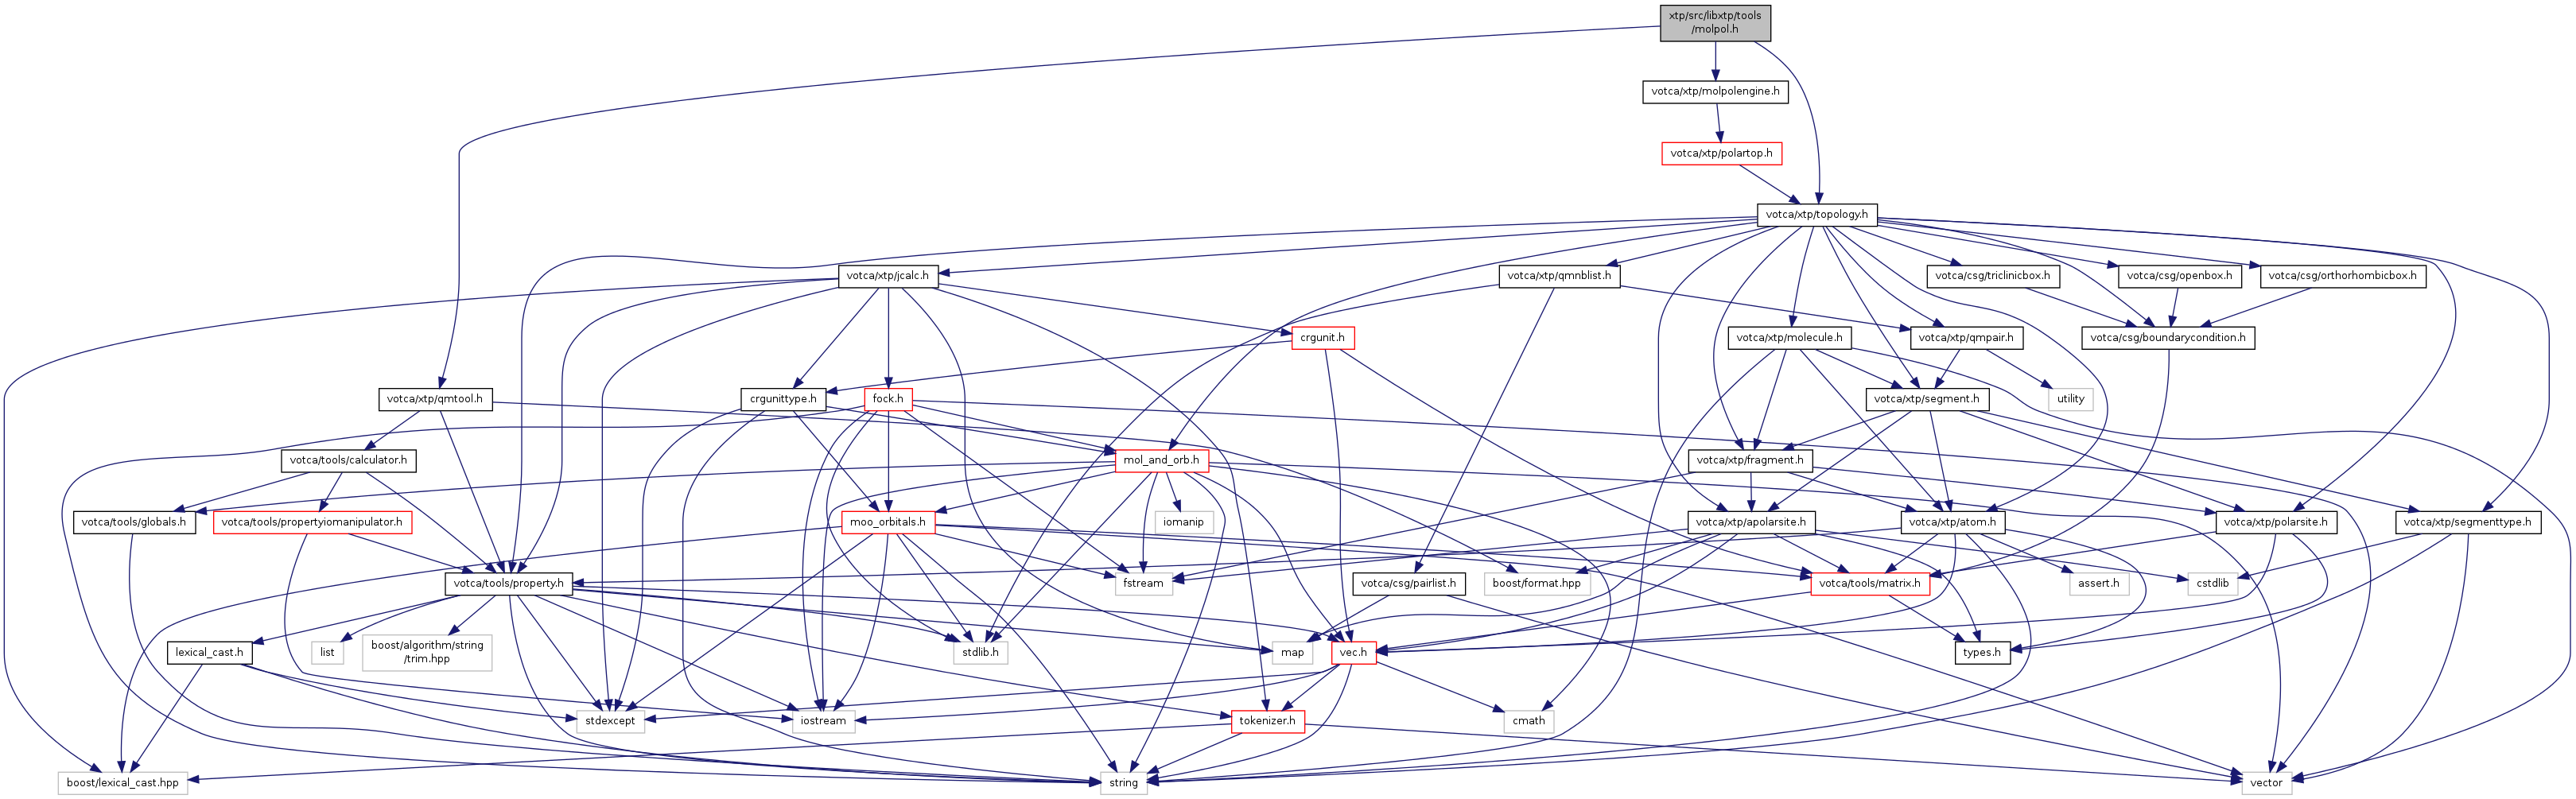 xtp/src/libxtp/tools
/molpol.h
votca/xtp/molpolengine.h
votca/xtp/polartop.h
votca/xtp/topology.h
votca/xtp/jcalc.h
votca/xtp/qmnblist.h
votca/csg/triclinicbox.h
votca/csg/openbox.h
votca/csg/orthorhombicbox.h
crgunit.h
votca/xtp/molecule.h
votca/xtp/qmpair.h
votca/csg/boundarycondition.h
votca/xtp/qmtool.h
crgunittype.h
fock.h
votca/xtp/segment.h
utility
votca/tools/calculator.h
mol_and_orb.h
votca/xtp/fragment.h
votca/tools/globals.h
votca/tools/propertyiomanipulator.h
moo_orbitals.h
iomanip
votca/xtp/apolarsite.h
votca/xtp/atom.h
votca/xtp/polarsite.h
votca/xtp/segmenttype.h
votca/tools/property.h
fstream
boost/format.hpp
votca/csg/pairlist.h
votca/tools/matrix.h
assert.h
cstdlib
lexical_cast.h
list
boost/algorithm/string
/trim.hpp
stdlib.h
map
vec.h
types.h
stdexcept
iostream
tokenizer.h
cmath
boost/lexical_cast.hpp
string
vector